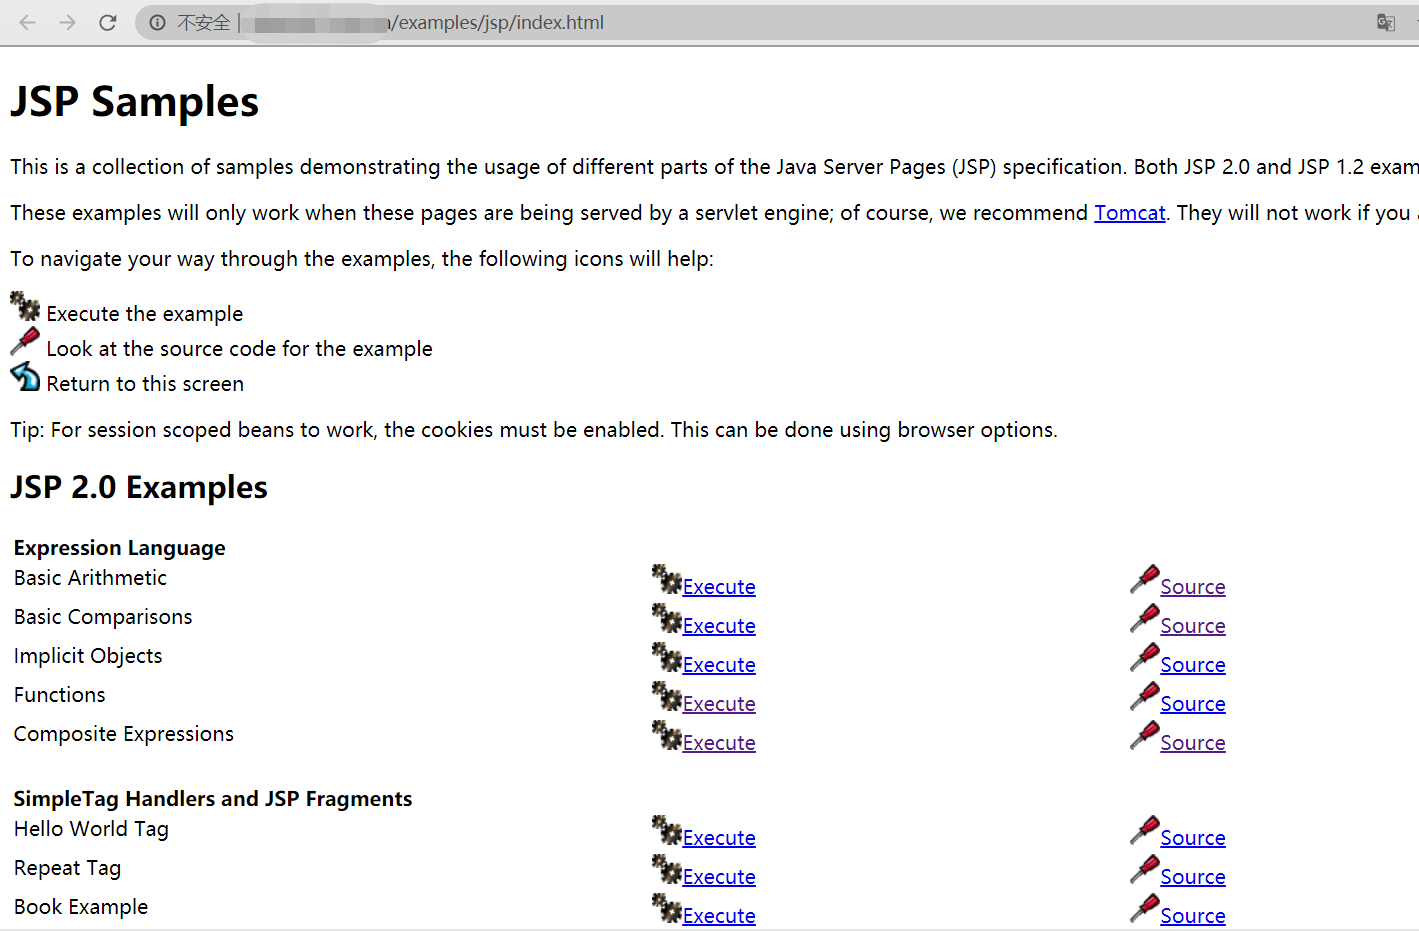 不安全 | /examples/jsp/index.html
JSP Samples
This is a collection of samples demonstrating the usage of different parts of the Java Server Pages (JSP) specification. Both JSP 2.0 and JSP 1.2 exam
These examples will only work when these pages are being served by a servlet engine; of course, we recommend Tomcat. They will not work if you
To navigate your way through the examples, the following icons will help:
Execute the example
Look at the source code for the example
Return to this screen
Tip: For session scoped beans to work, the cookies must be enabled. This can be done using browser options.
JSP 2.0 Examples
Expression Language
Basic Arithmetic Execute Source
Basic Comparisons Execute Source
Implicit Objects Execute Source
Functions Execute Source
Composite Expressions Execute Source
SimpleTag Handlers and JSP Fragments
Hello World Tag Execute Source
Repeat Tag Execute Source
Book Example Execute Source